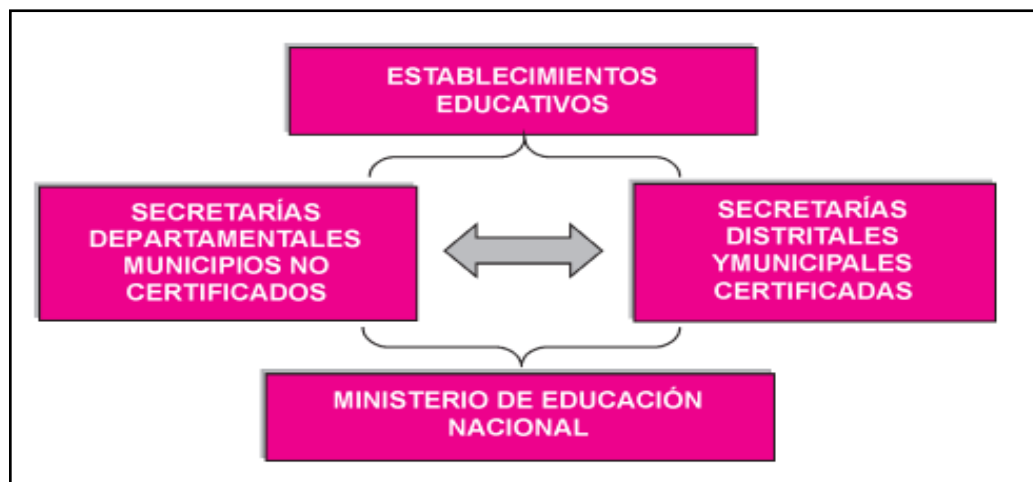 ESTABLECIMIENTOS
EDUCATIVOS
SECRETARÍAS
DEPARTAMENTALES
MUNICIPIOS NO
CERTIFICADOS
SECRETARÍAS
DISTRITALES
YMUNICIPALES
CERTIFICADAS
MINISTERIO DE EDUCACIÓN
NACIONAL